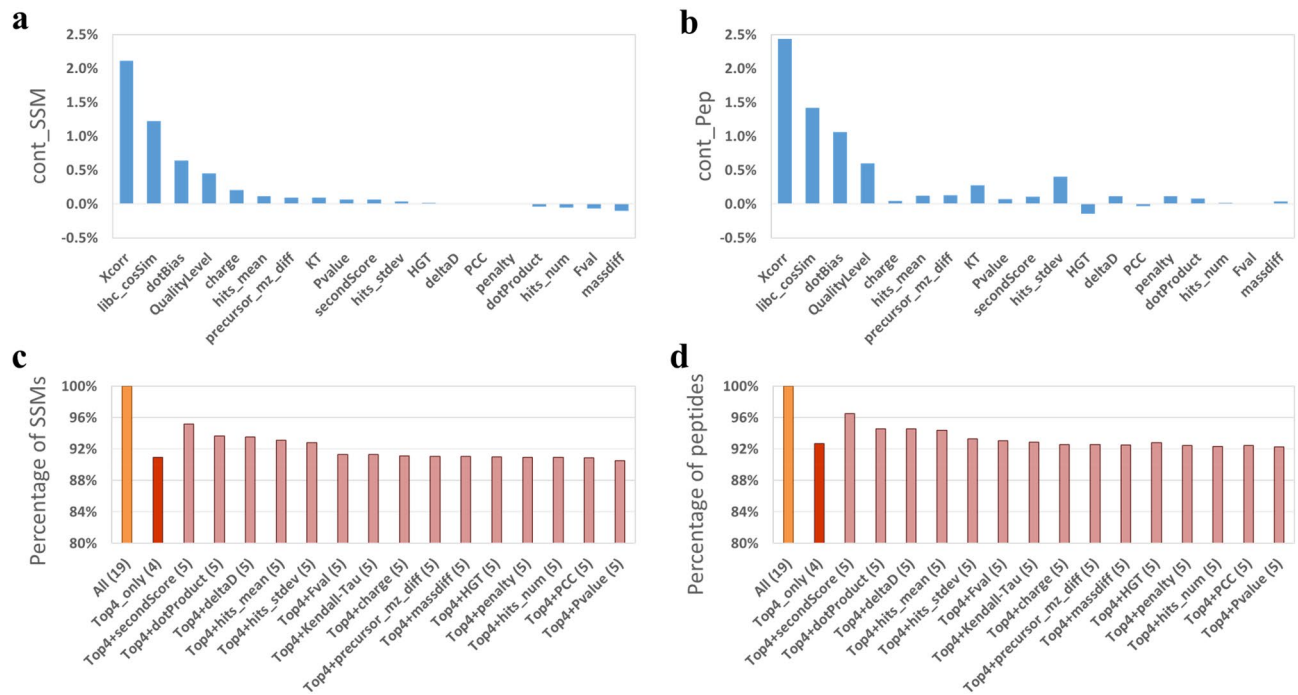 a
2.5%
2.0%
1.5%
1.0%
0.5%
0.0%
-0.5%
cont_SSM
Xcorr
libc_cosSim
dotBias
QualityLevel
charge
hits_mean
precursor_mz_diff
KT
Pvalue
secondScore
hits_stdev
HGT
deltaD
PCC
penalty
dotProduct
hits_num
Fval
massdiff
b
2.5%
2.0%
1.5%
1.0%
0.5%
0.0%
-0.5%
cont_Pep
Xcorr
libc_cosSim
dotBias
QualityLevel
charge
hits_mean
precursor_mz_diff
KT
Pvalue
secondScore
hits_stdev
HGT
deltaD
PCC
penalty
dotProduct
hits_num
Fval
massdiff
c
100%
96%
92%
88%
84%
80%
Percentage of SSMs
All (19)
Top4_only (4)
Top4+secondScore (5)
Top4+dotProduct (5)
Top4+deltaD (5)
Top4+hits_mean (5)
Top4+hits_stdev (5)
Top4+Fval (5)
Top4+Kendall-Tau (5)
Top4+charge (5)
Top4+precursor_mz_diff (5)
Top4+massdiff (5)
Top4+HGT (5)
Top4+penalty (5)
Top4+hits_num (5)
Top4+PCC (5)
Top4+Pvalue (5)
d
100%
96%
92%
88%
84%
80%
Percentage of peptides
All (19)
Top4_only (4)
Top4+secondScore (5)
Top4+dotProduct (5)
Top4+deltaD (5)
Top4+hits_mean (5)
Top4+hits_stdev (5)
Top4+Fval (5)
Top4+Kendall-Tau (5)
Top4+charge (5)
Top4+precursor_mz_diff (5)
Top4+massdiff (5)
Top4+HGT (5)
Top4+penalty (5)
Top4+hits_num (5)
Top4+PCC (5)
Top4+Pvalue (5)